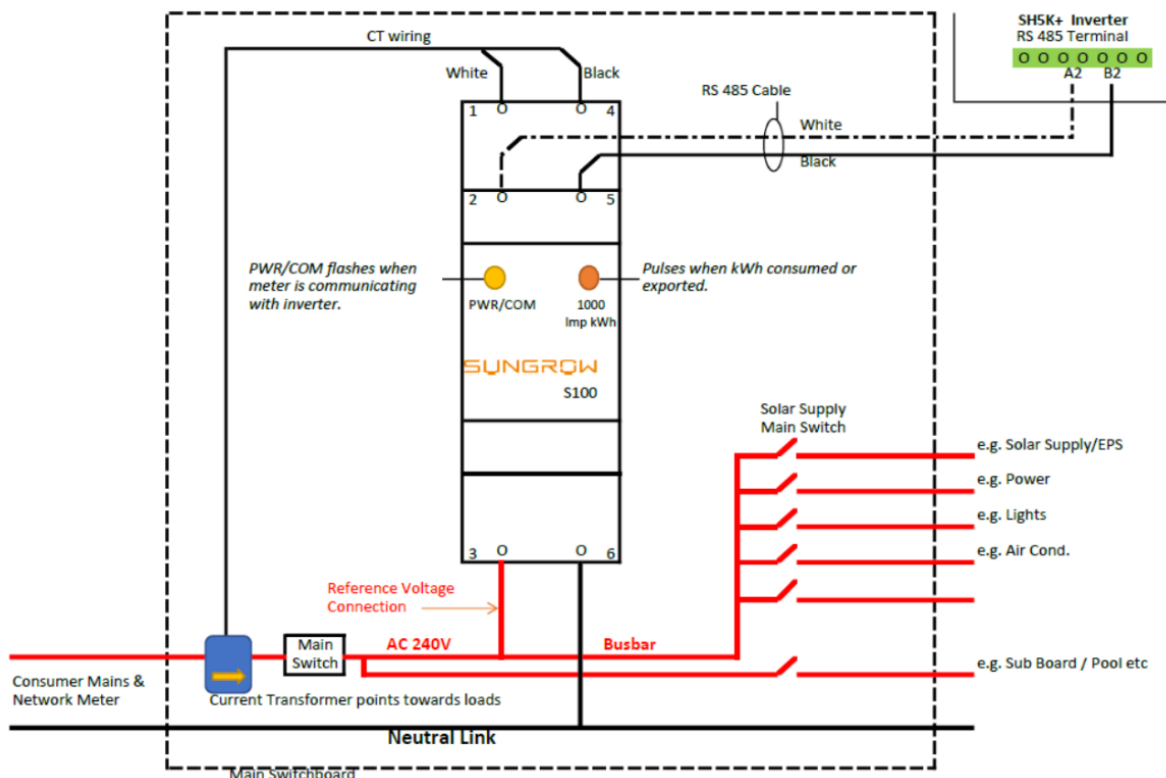 SH5K+ Inverter
RS 485 Terminal
O O O O O O O
A2 B2
CT wiring
White
Black
RS 485 Cable
White
Black
1 O O 4
2 O O 5
PWR/COM flashes when
meter is communicating
with inverter.
Pulses when kWh consumed or
exported.
PWR/COM
1000
Imp kWh
SUNGROW
S100
Solar Supply
Main Switch
e.g. Solar Supply/EPS
e.g. Power
e.g. Lights
e.g. Air Cond.
3 O O 6
Reference Voltage
Connection
Main
Switch
AC 240V
Busbar
e.g. Sub Board / Pool etc
Consumer Mains &
Network Meter
Current Transformer points towards loads
Neutral Link
Main Switchboard